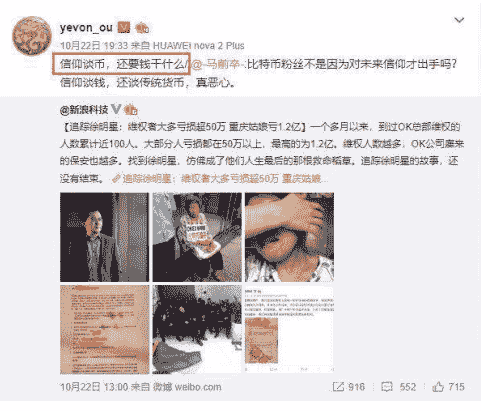 yevon_ou
10月22日 19:33 来自 HUAWEI nova 2 Plus
信仰谈币,还要钱干什么/@-马前卒-:比特币粉丝不是因为对未来信仰才出手吗?
信仰谈钱,还谈传统货币,真恶心。
@新浪科技
【追踪徐明星:维权者大多亏损超50万 重庆姑娘亏1.2亿】一个多月以来,到过OK总部维权的
人数累计近100人。大部分人亏损都在50万以上,最高的为1.2亿。维权人数越多,OK公司雇来
的保安也越多。找到徐明星,仿佛成了他们人生最后的那根救命稻草。追踪徐明星的故事,还
没有结束。 追踪徐明星:维权者大多亏损超50万 重庆姑娘...
10月22日 13:00 来自 微博 weibo.com
916 552 715